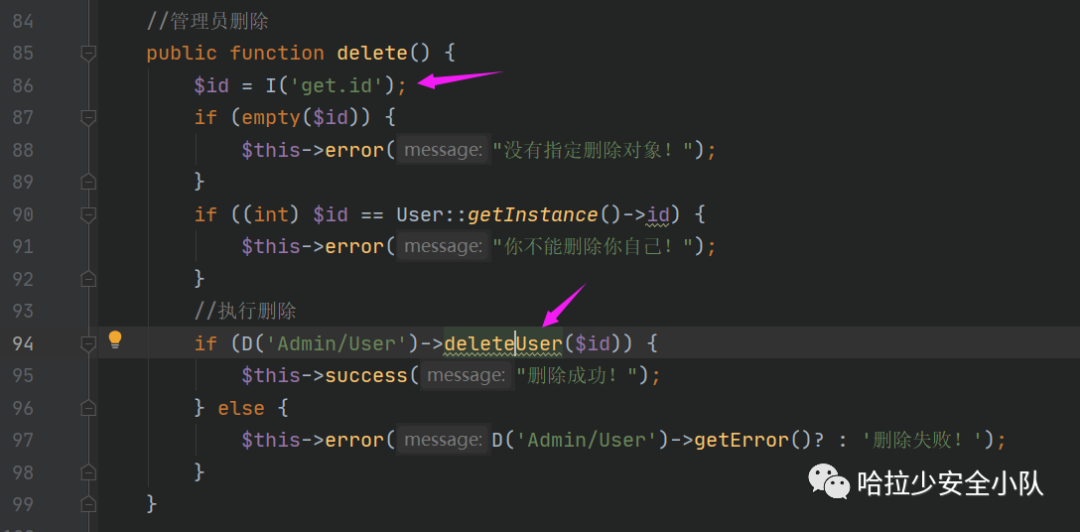 84 //管理员删除
85 public function delete() {
86 $id = I('get.id');
87 if (empty($id)) {
88 $this->error( message: "没有指定删除对象！");
89 }
90 if ((int) $id == User::getInstance()->id) {
91 $this->error( message: "你不能删除你自己！");
92 }
93 //执行删除
94 if (D('Admin/User')->deleteUser($id)) {
95 $this->success( message: "删除成功！");
96 } else {
97 $this->error( message: D('Admin/User')->getError()? : '删除失败！');
98 }
99 }
哈拉少安全小队